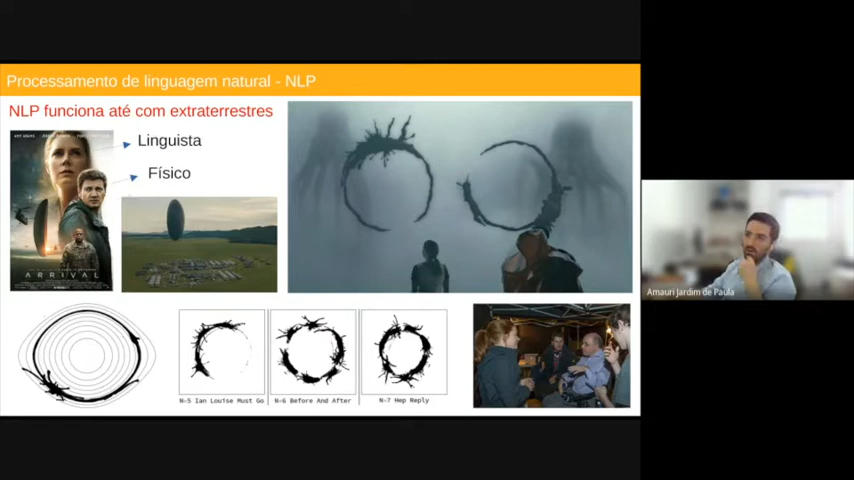 Processamento de linguagem natural - NLP
NLP funciona até com extraterrestres
Linguista
Físico
ARRIVAL
N=5 Ian Louise Must Go
N=6 Before And After
N=7 Hep Reply
Amauri Jardim de Paula